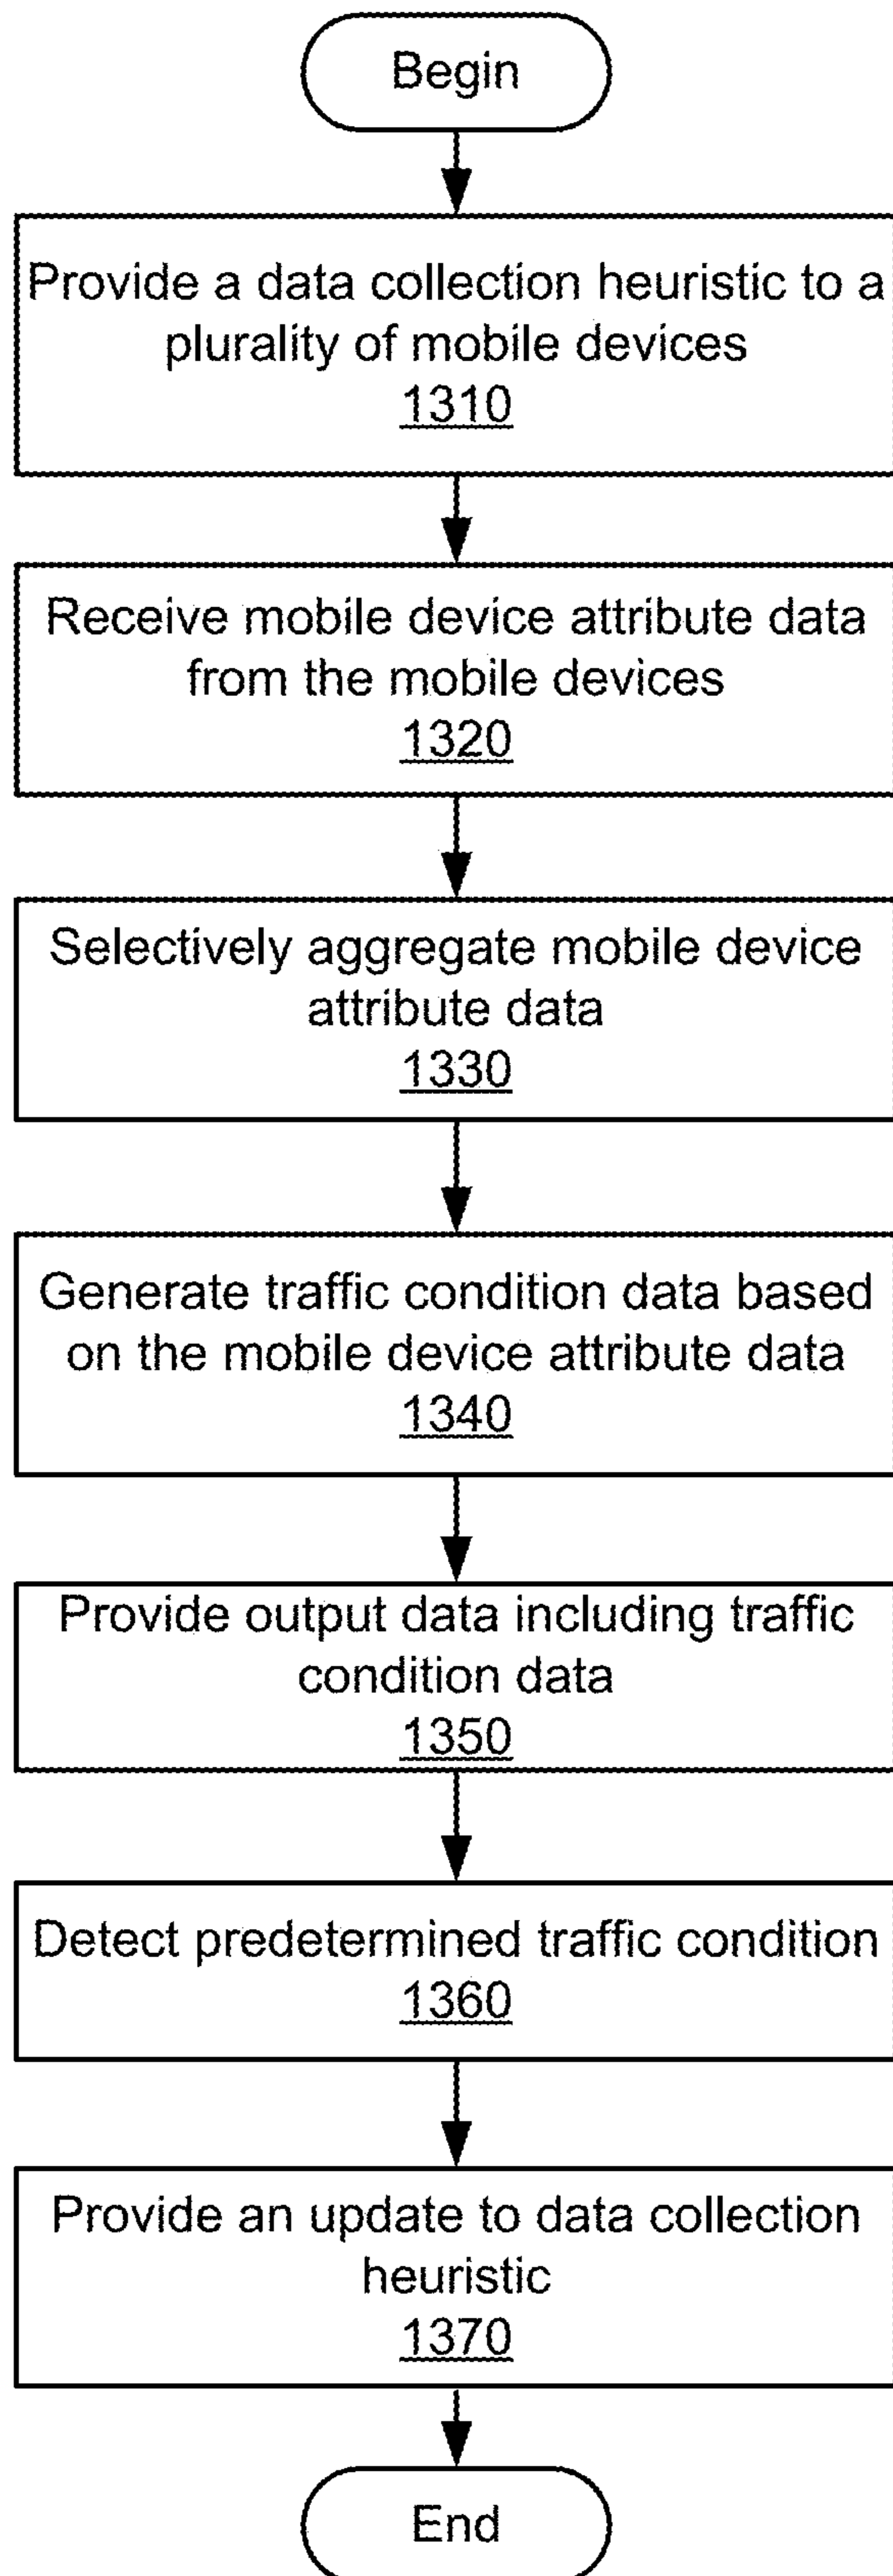 Begin
Provide a data collection heuristic to a
plurality of mobile devices
1310
Receive mobile device attribute data
from the mobile devices
1320
Selectively aggregate mobile device
attribute data
1330
Generate traffic condition data based
on the mobile device attribute data
1340
Provide output data including traffic
condition data
1350
Detect predetermined traffic condition
1360
Provide an update to data collection
heuristic
1370
End